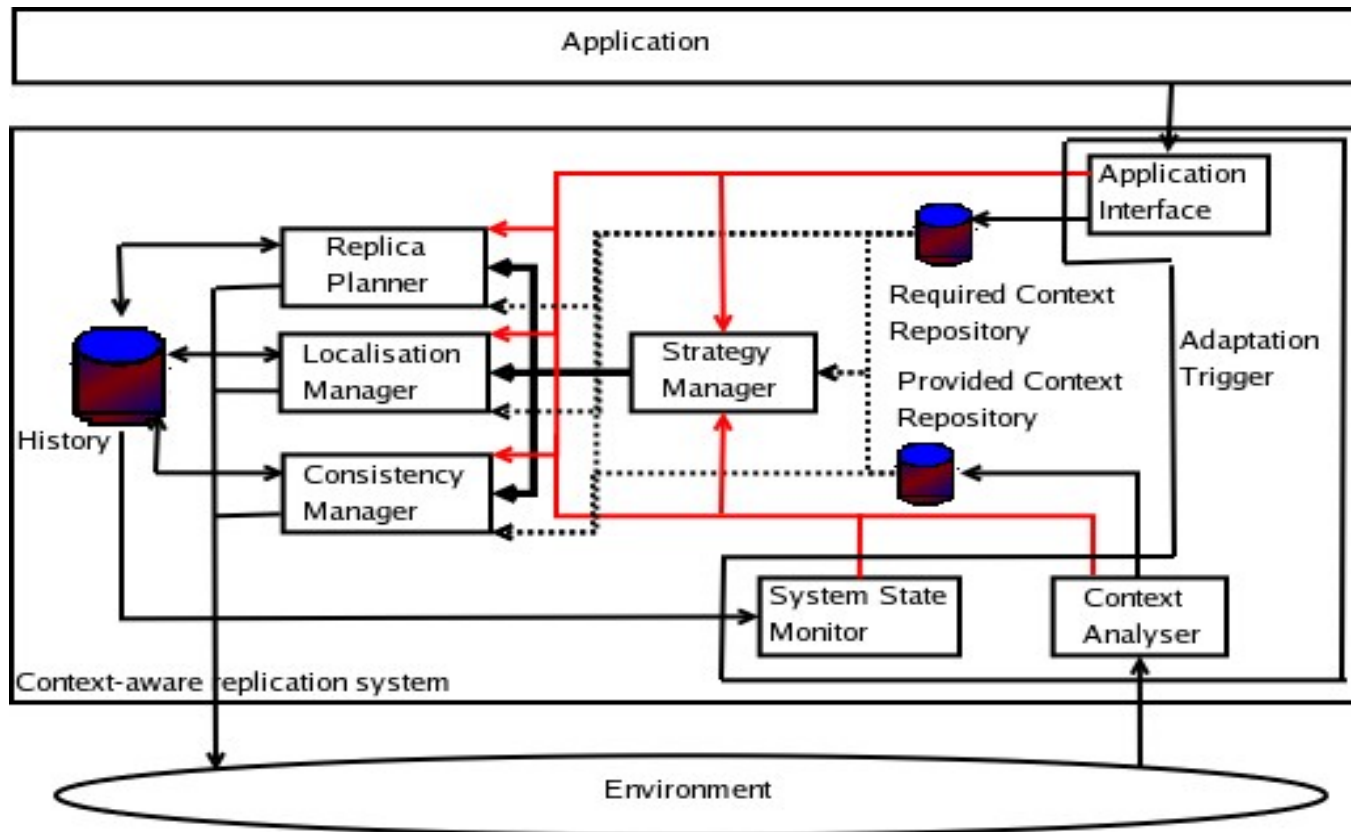 Application
Application
Interface
Replica
Planner
Required Context
Repository
Localisation
Manager
Strategy
Manager
Adaptation
Trigger
Provided Context
Repository
History
Consistency
Manager
System State
Monitor
Context
Analyser
Context-aware replication system
Environment